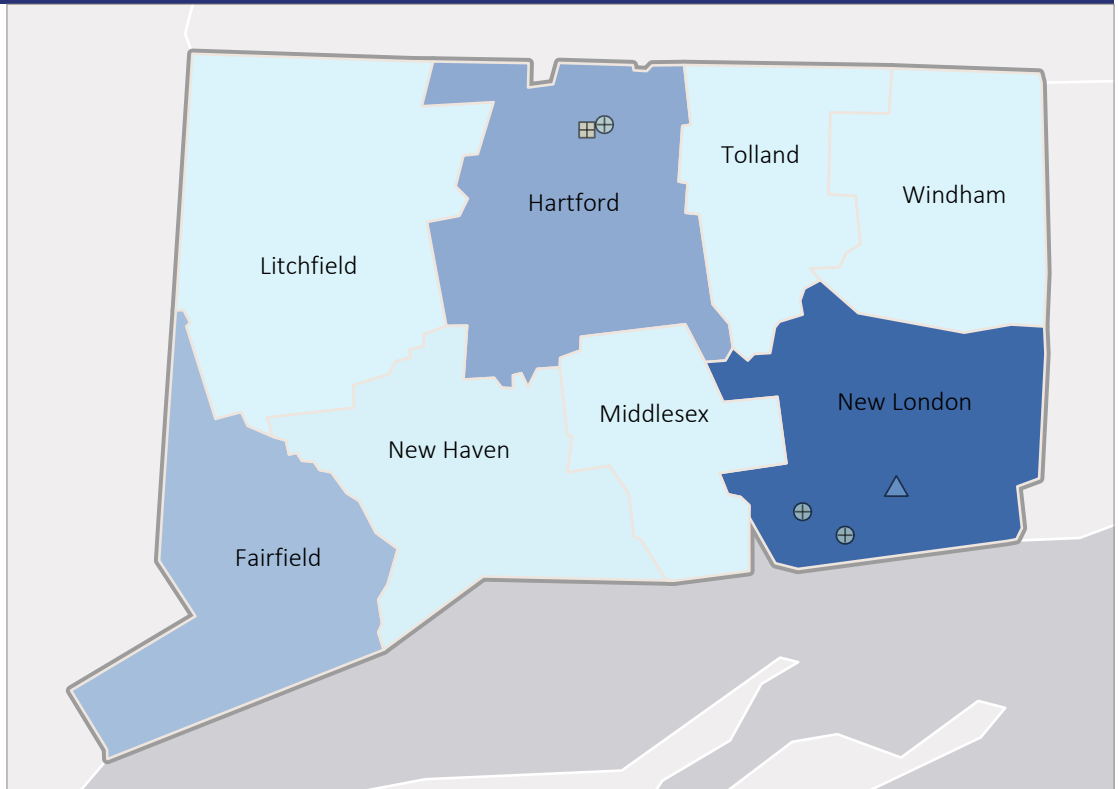 Tolland
Windham
Hartford
Litchfield
New London
Middlesex
New Haven
Fairfield